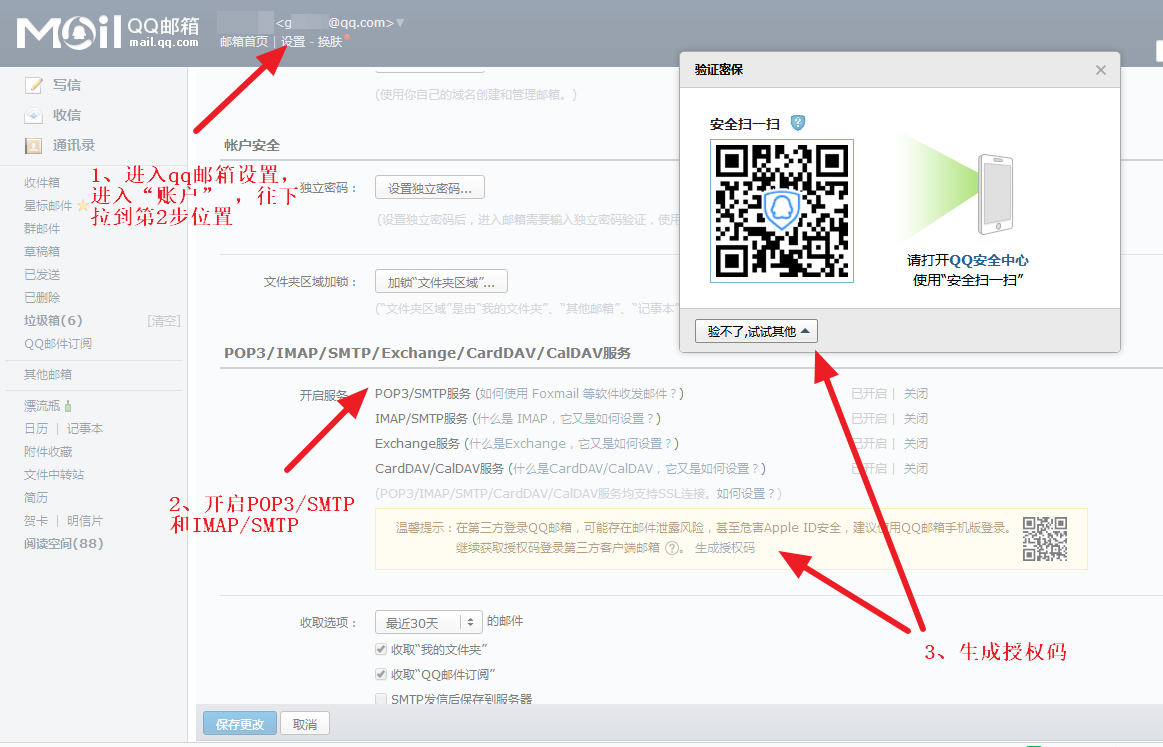 Mail QQ邮箱
mail.qq.com
<g @qq.com>
邮箱首页 | 设置 - 换肤
写信
收信
通讯录
收件箱
星标邮件
群邮件
草稿箱
已发送
已删除
垃圾箱(6) [清空]
QQ邮件订阅
其他邮箱
漂流瓶
日历 | 记事本
附件收藏
文件中转站
简历
贺卡 | 明信片
阅读空间(88)
1、进入qq邮箱设置，
进入“账户”，往下
拉到第2步位置
(使用你自己的域名创建和管理邮箱。)
帐户安全
独立密码： 设置独立密码...
(设置独立密码后，进入邮箱需要输入独立密码验证，使用
文件夹区域加锁： 加锁“文件夹区域”...
(“文件夹区域”是由“我的文件夹”、“其他邮箱”、“记事本”
POP3/IMAP/SMTP/Exchange/CardDAV/CalDAV服务
开启服务 POP3/SMTP服务 (如何使用 Foxmail 等软件收发邮件？) 已开启 | 关闭
IMAP/SMTP服务 (什么是 IMAP，它又是如何设置？) 已开启 | 关闭
Exchange服务 (什么是Exchange，它又是如何设置？) 已开启 | 关闭
CardDAV/CalDAV服务 (什么是CardDAV/CalDAV，它又是如何设置？) 已开启 | 关闭
(POP3/IMAP/SMTP/CardDAV/CalDAV服务均支持SSL连接。如何设置？)
温馨提示：在第三方登录QQ邮箱，可能存在邮件泄露风险，甚至危害Apple ID安全，建议使用QQ邮箱手机版登录。
继续获取授权码登录第三方客户端邮箱 ?。 生成授权码
2、开启POP3/SMTP
和IMAP/SMTP
收取选项： 最近30天 的邮件
收取“我的文件夹”
收取“QQ邮件订阅”
SMTP发信后保存到服务器
保存更改 取消
验证密保 ×
安全扫一扫 ?
请打开QQ安全中心
使用“安全扫一扫”
验不了,试试其他
3、生成授权码